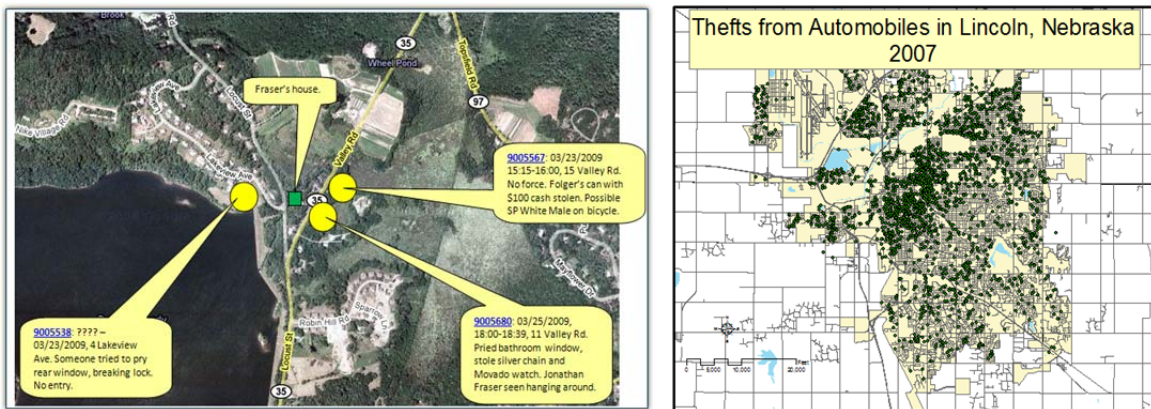 Brook
Rd
35
Wheel Pond
Topsfield Rd
Fraser's house.
Locust St
97
Nike Village Rd
Valley Rd
Lakeview Ave
9005567: 03/23/2009
15:15-16:00, 15 Valley Rd.
No force. Folger's can with
$100 cash stolen. Possible
SP White Male on bicycle.
35
Mayflower Dr
9005538: ???? –
03/23/2009, 4 Lakeview
Ave. Someone tried to pry
rear window, breaking lock.
No entry.
Robin Hill Rd
Sparrow Ln
Locust St
35
9005680: 03/25/2009,
18:00-18:39, 11 Valley Rd.
Pried bathroom window,
stole silver chain and
Movado watch. Jonathan
Fraser seen hanging around.
Thefts from Automobiles in Lincoln, Nebraska
2007
0 5,000 10,000 20,000